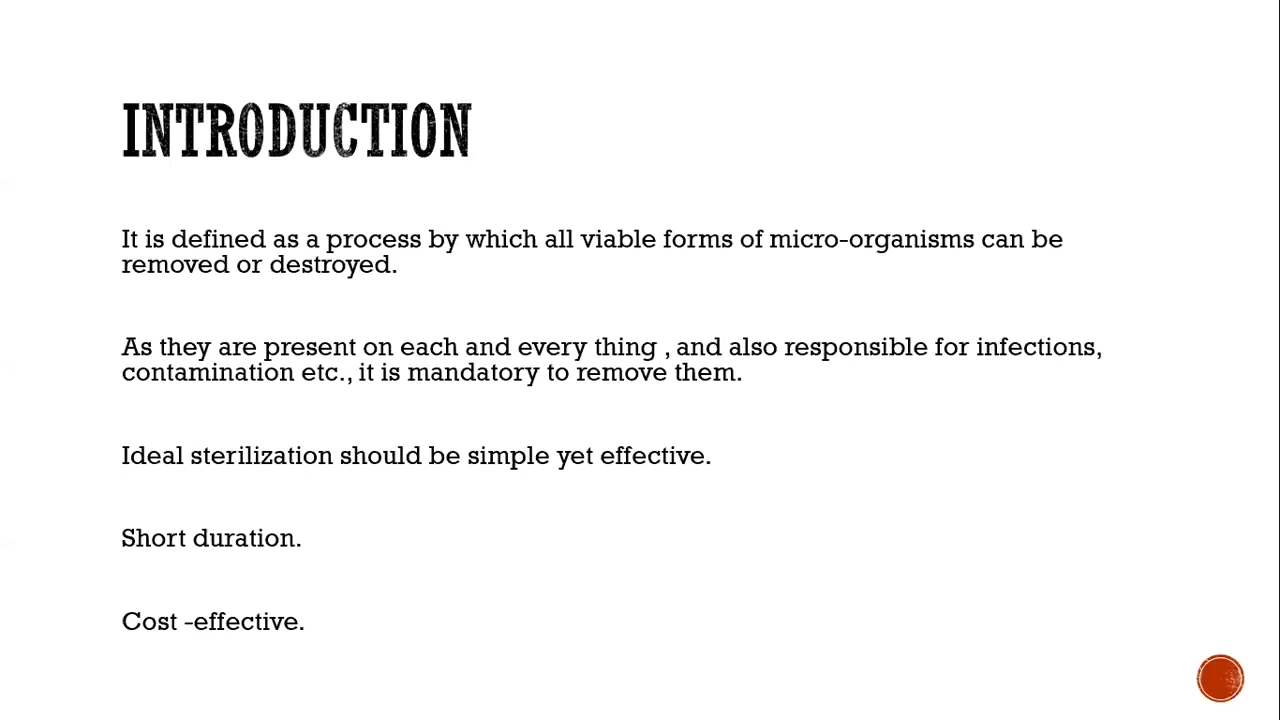 INTRODUCTION
It is defined as a process by which all viable forms of micro-organisms can be
removed or destroyed.
As they are present on each and every thing , and also responsible for infections,
contamination etc., it is mandatory to remove them.
Ideal sterilization should be simple yet effective.
Short duration.
Cost -effective.